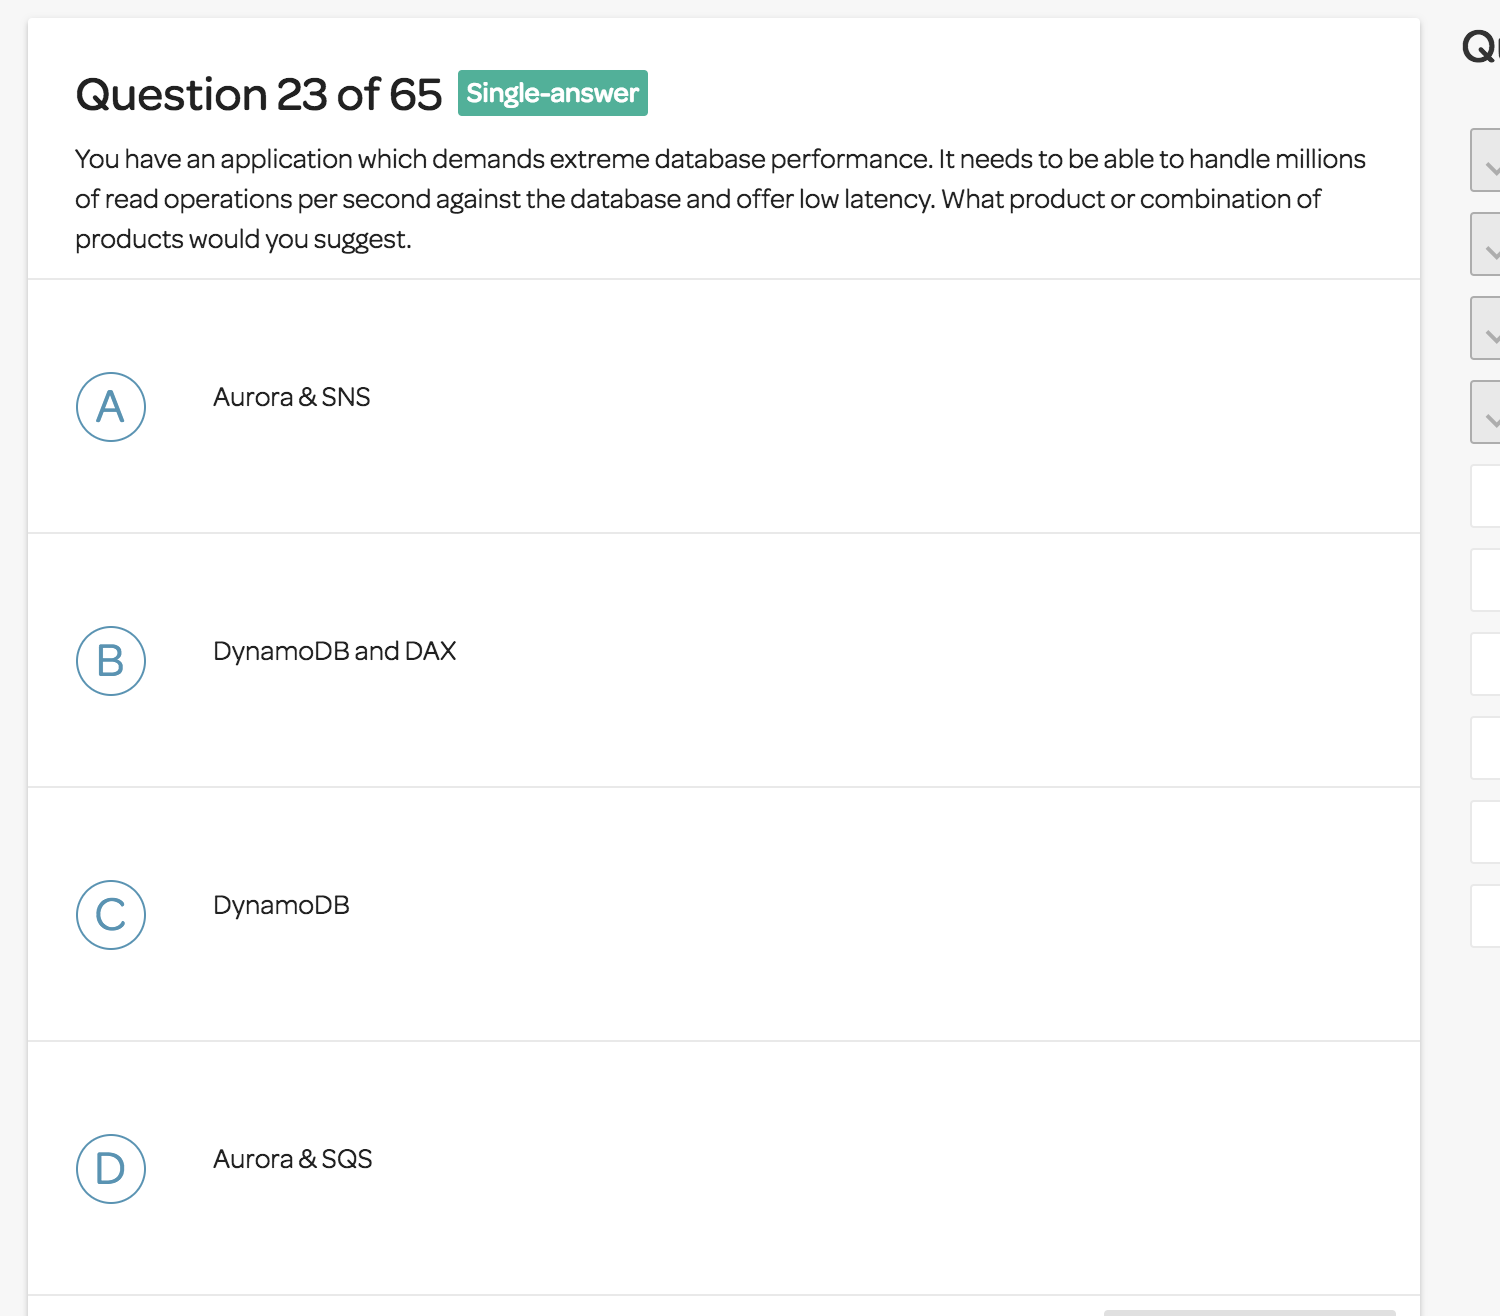 Question 23 of 65 Single-answer
You have an application which demands extreme database performance. It needs to be able to handle millions
of read operations per second against the database and offer low latency. What product or combination of
products would you suggest.
A Aurora & SNS
B DynamoDB and DAX
C DynamoDB
D Aurora & SQS